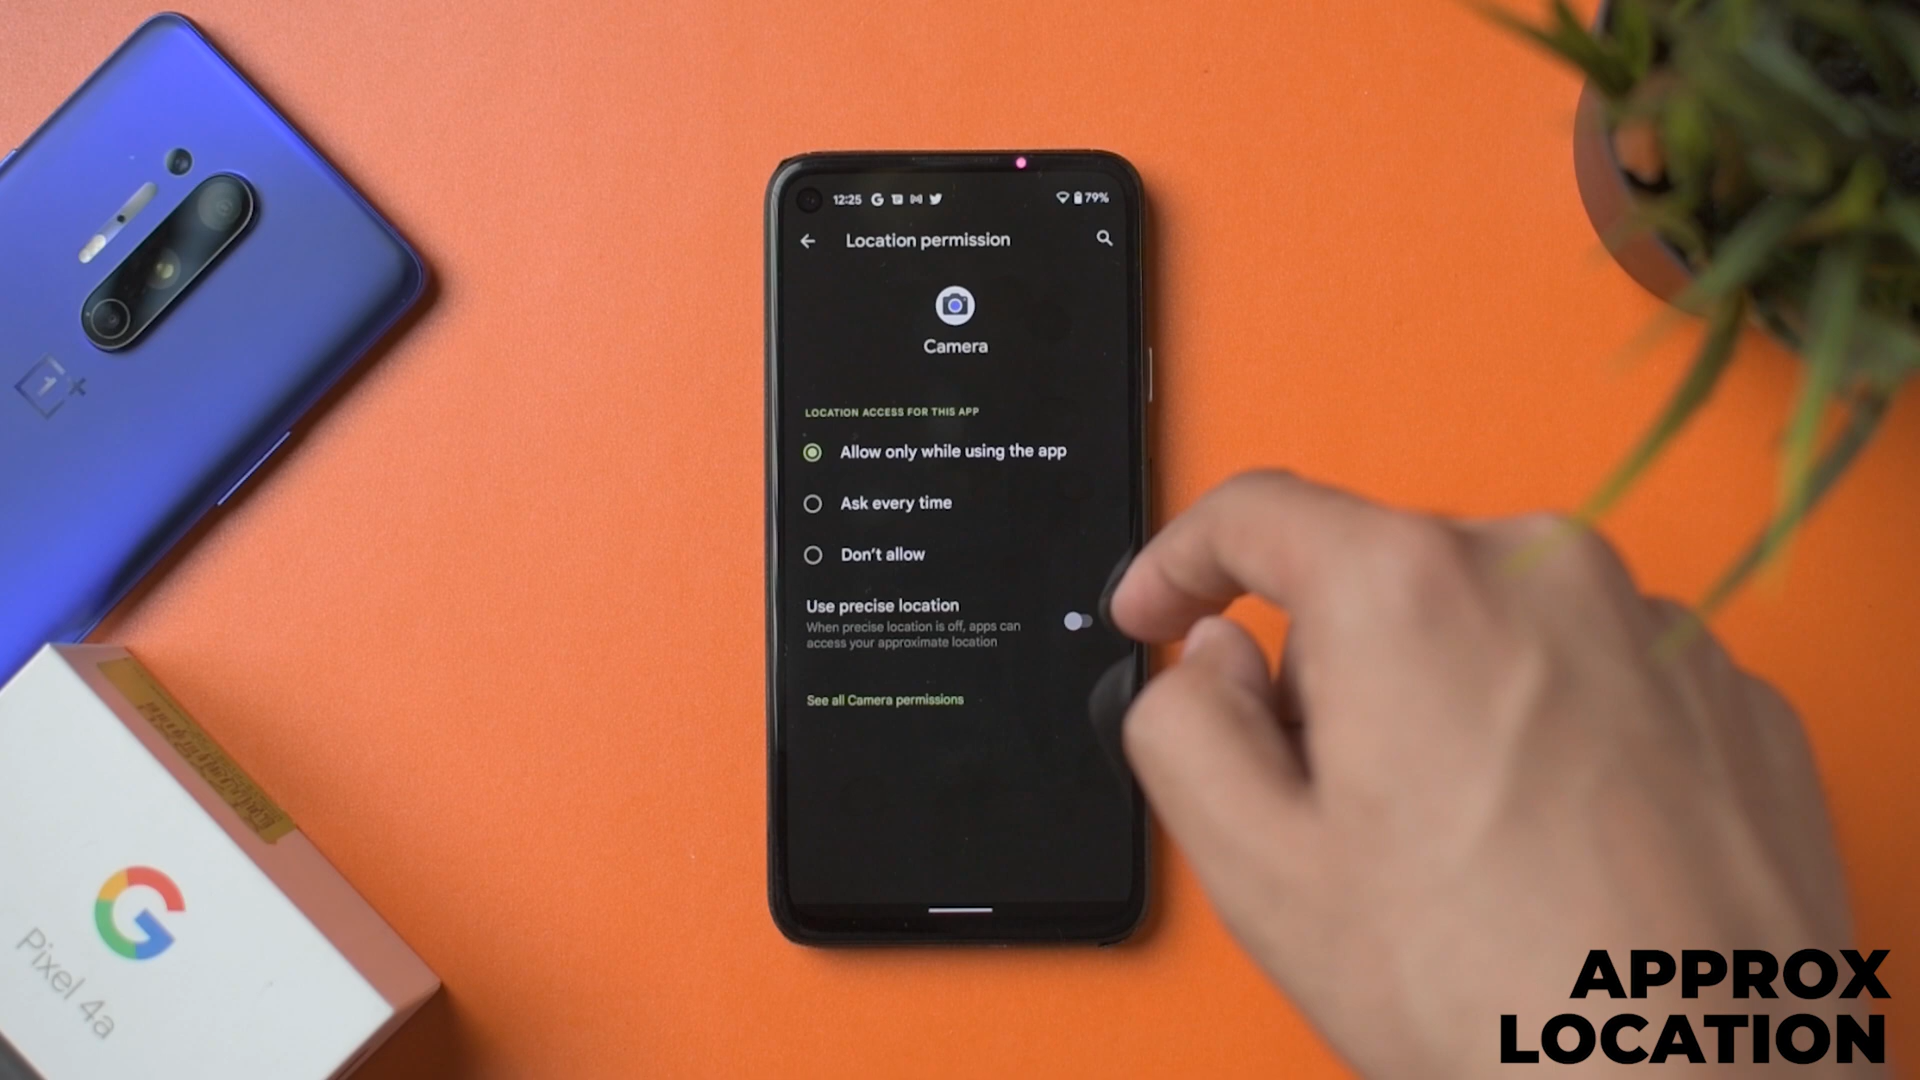 12:25
79%
Location permission
Camera
LOCATION ACCESS FOR THIS APP
Allow only while using the app
Ask every time
Don't allow
Use precise location
When precise location is off, apps can
access your approximate location
See all Camera permissions
1+
G
Pixel 4a
APPROX
LOCATION